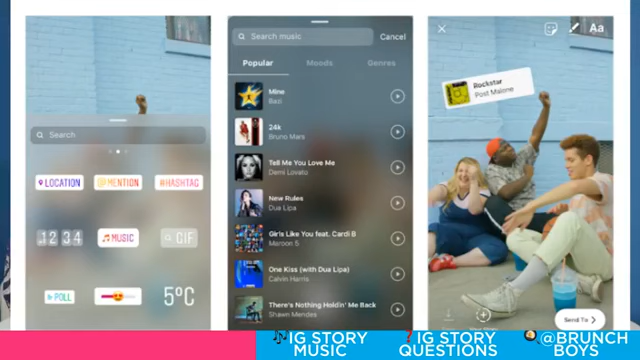 Search
LOCATION
@MENTION
#HASHTAG
12 34
MUSIC
GIF
POLL
5°C
Search music
Cancel
Popular
Moods
Genres
Mine
Bazi
24k
Bruno Mars
Tell Me You Love Me
Demi Lovato
New Rules
Dua Lipa
Girls Like You feat. Cardi B
Maroon 5
One Kiss (with Dua Lipa)
Calvin Harris
There's Nothing Holdin' Me Back
Shawn Mendes
Aa
Rockstar
Post Malone
Send To
IG STORY
MUSIC
IG STORY
QUESTIONS
@BRUNCH
BOYS